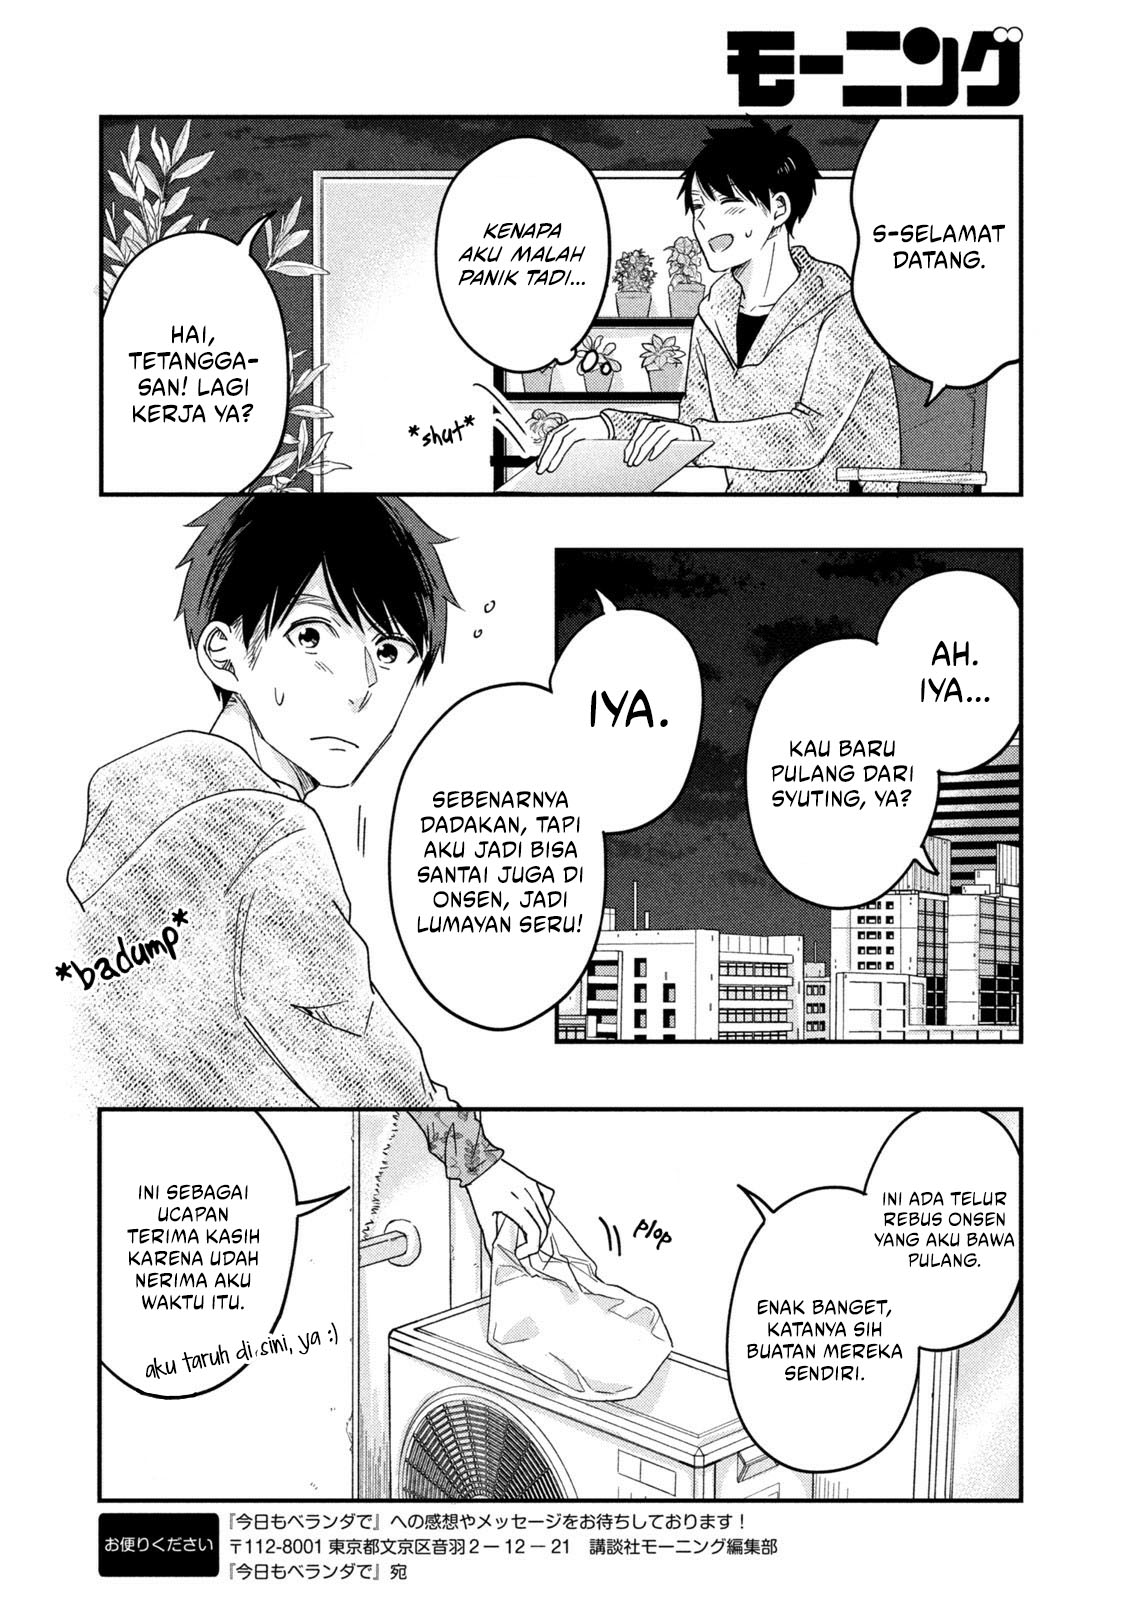 モーニング
S-SELAMAT
DATANG.
KENAPA
AKU MALAH
PANIK TADI...
HAI,
TETANGGA-
SAN! LAGI
KERJA YA?
*shut*
AH.
IYA...
KAU BARU
PULANG DARI
SYUTING, YA?
IYA.
SEBENARNYA
DADAKAN, TAPI
AKU JADI BISA
SANTAI JUGA DI
ONSEN, JADI
LUMAYAN SERU!
*badump*
INI ADA TELUR
REBUS ONSEN
YANG AKU BAWA
PULANG.
ENAK BANGET,
KATANYA SIH
BUATAN MEREKA
SENDIRI.
plop
INI SEBAGAI
UCAPAN
TERIMA KASIH
KARENA UDAH
NERIMA AKU
WAKTU ITU.
aku taruh di sini, ya :)
お便りください
『今日もベランダで』への感想やメッセージをお待ちしております！
〒112-8001 東京都文京区音羽2－12－21　講談社モーニング編集部
『今日もベランダで』宛